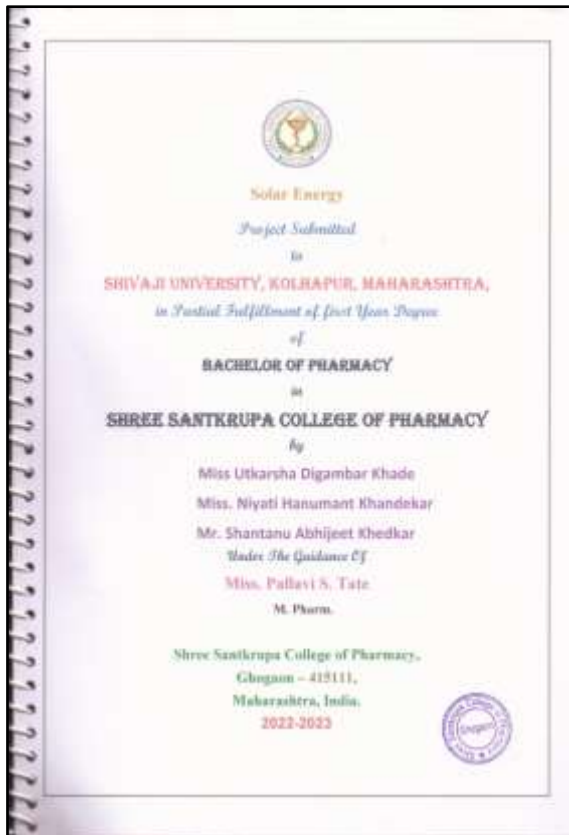 Solar Energy
Project Submitted
to
SHIVAJI UNIVERSITY, KOLHAPUR, MAHARASHTRA,
in Partial Fulfillment of first Year Degree
of
BACHELOR OF PHARMACY
in
SHREE SANTKRUPA COLLEGE OF PHARMACY
by
Miss Utkarsha Digambar Khade
Miss. Niyati Hanumant Khandekar
Mr. Shantanu Abhijeet Khedkar
Under The Guidance Of
Miss. Pallavi S. Tate
M. Pharm.
Shree Santkrupa College of Pharmacy,
Ghogaon – 415111,
Maharashtra, India.
2022-2023